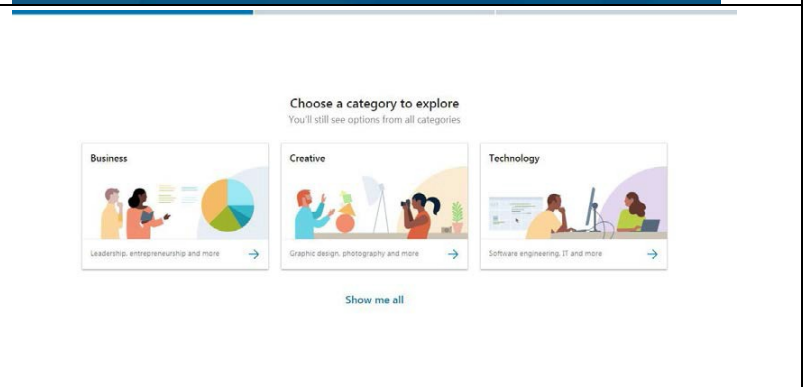 Choose a category to explore
You'll still see options from all categories
Business
Leadership, entrepreneurship and more
Creative
Graphic design, photography and more
Technology
Software engineering, IT and more
Show me all